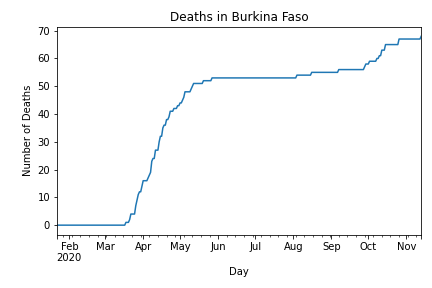 Deaths in Burkina Faso
Number of Deaths
70
60
50
40
30
20
10
0
Feb Mar Apr May Jun Jul Aug Sep Oct Nov
2020
Day